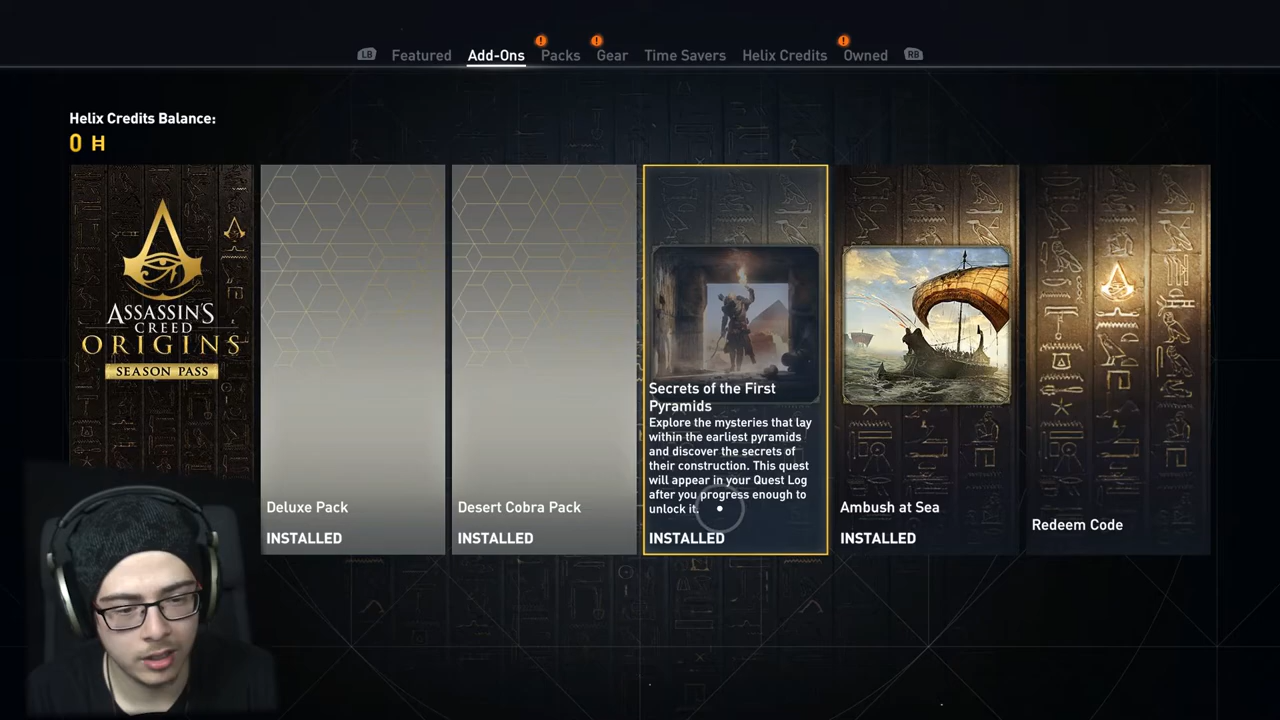 LB Featured Add-Ons ! Packs ! Gear Time Savers Helix Credits ! Owned RB
Helix Credits Balance:
0 H
ASSASSIN'S
CREED
ORIGINS
SEASON PASS
Deluxe Pack
INSTALLED
Desert Cobra Pack
INSTALLED
Secrets of the First
Pyramids
Explore the mysteries that lay
within the earliest pyramids
and discover the secrets of
their construction. This quest
will appear in your Quest Log
after you progress enough to
unlock it.
INSTALLED
Ambush at Sea
INSTALLED
Redeem Code